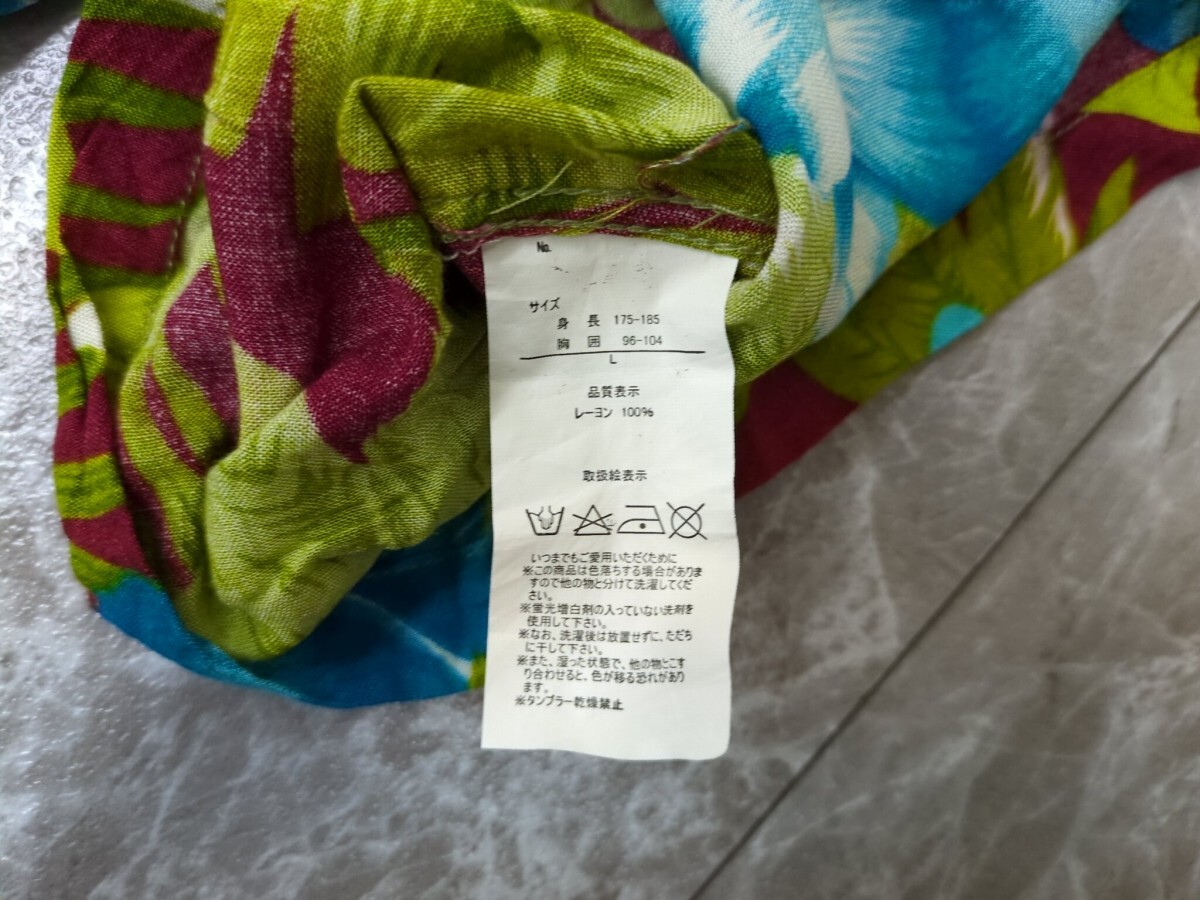 No.
サイズ
身 長 175-185
胸 囲 96-104
L
品質表示
レーヨン 100%
取扱絵表示
いつまでもご愛用いただくために
※この商品は色落ちする場合がありま
すので他の物と分けて洗濯してくだ
さい。
※蛍光増白剤の入っていない洗剤を
使用して下さい。
※なお、洗濯後は放置せずに、ただち
に干して下さい。
※また、湿った状態で、他の物とこす
り合わせると、色が移る恐れがあり
ます。
※タンブラー乾燥禁止